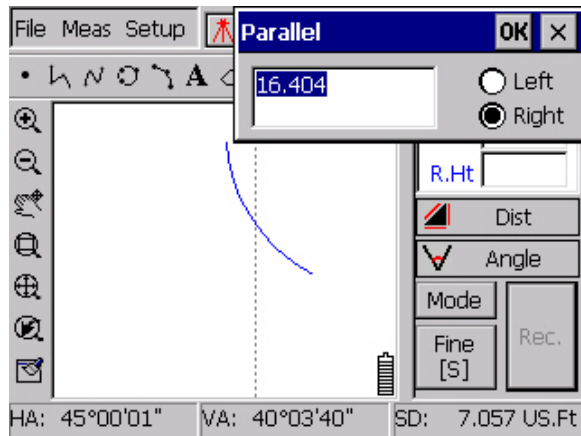 File Meas Setup
Parallel OK
16.404
Left
Right
A
R.Ht
Dist
Angle
Mode
Fine
[S]
Rec.
HA: 45°00'01" VA: 40°03'40" SD: 7.057 US.Ft